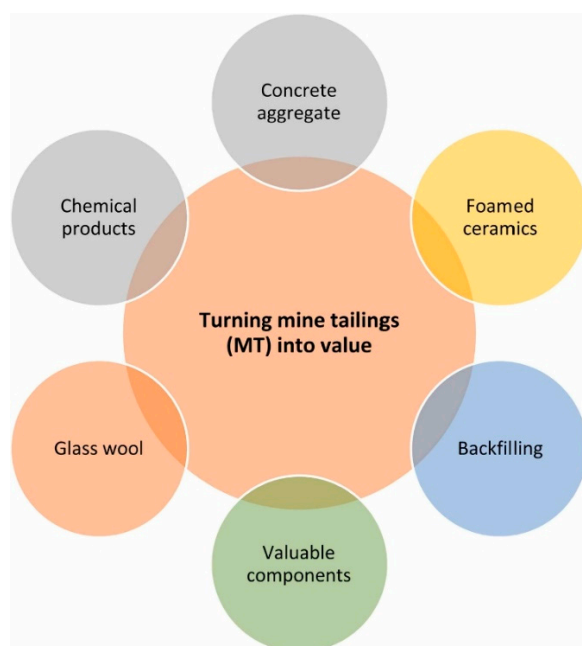 Concrete
aggregate
Chemical
products
Foamed
ceramics
Turning mine tailings
(MT) into value
Glass wool
Backfilling
Valuable
components